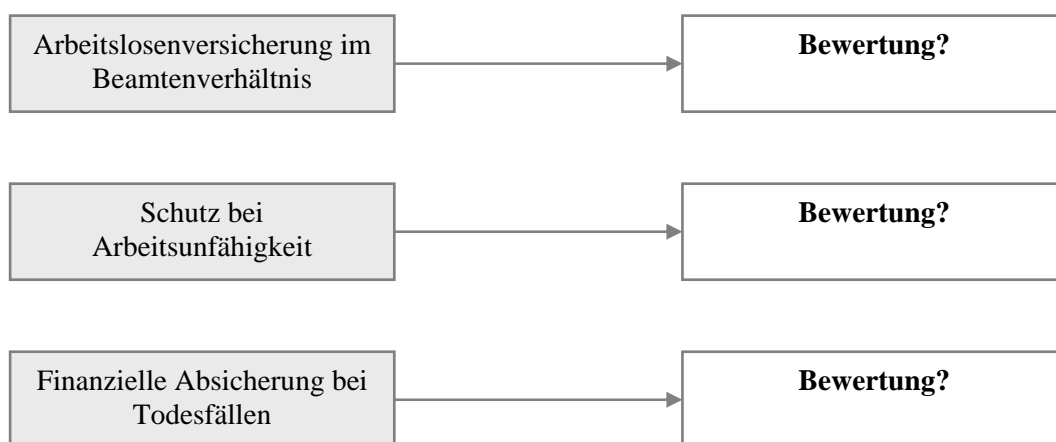 Arbeitslosenversicherung im
Beamtenverhältnis
Bewertung?
Schutz bei
Arbeitsunfähigkeit
Bewertung?
Finanzielle Absicherung bei
Todesfällen
Bewertung?